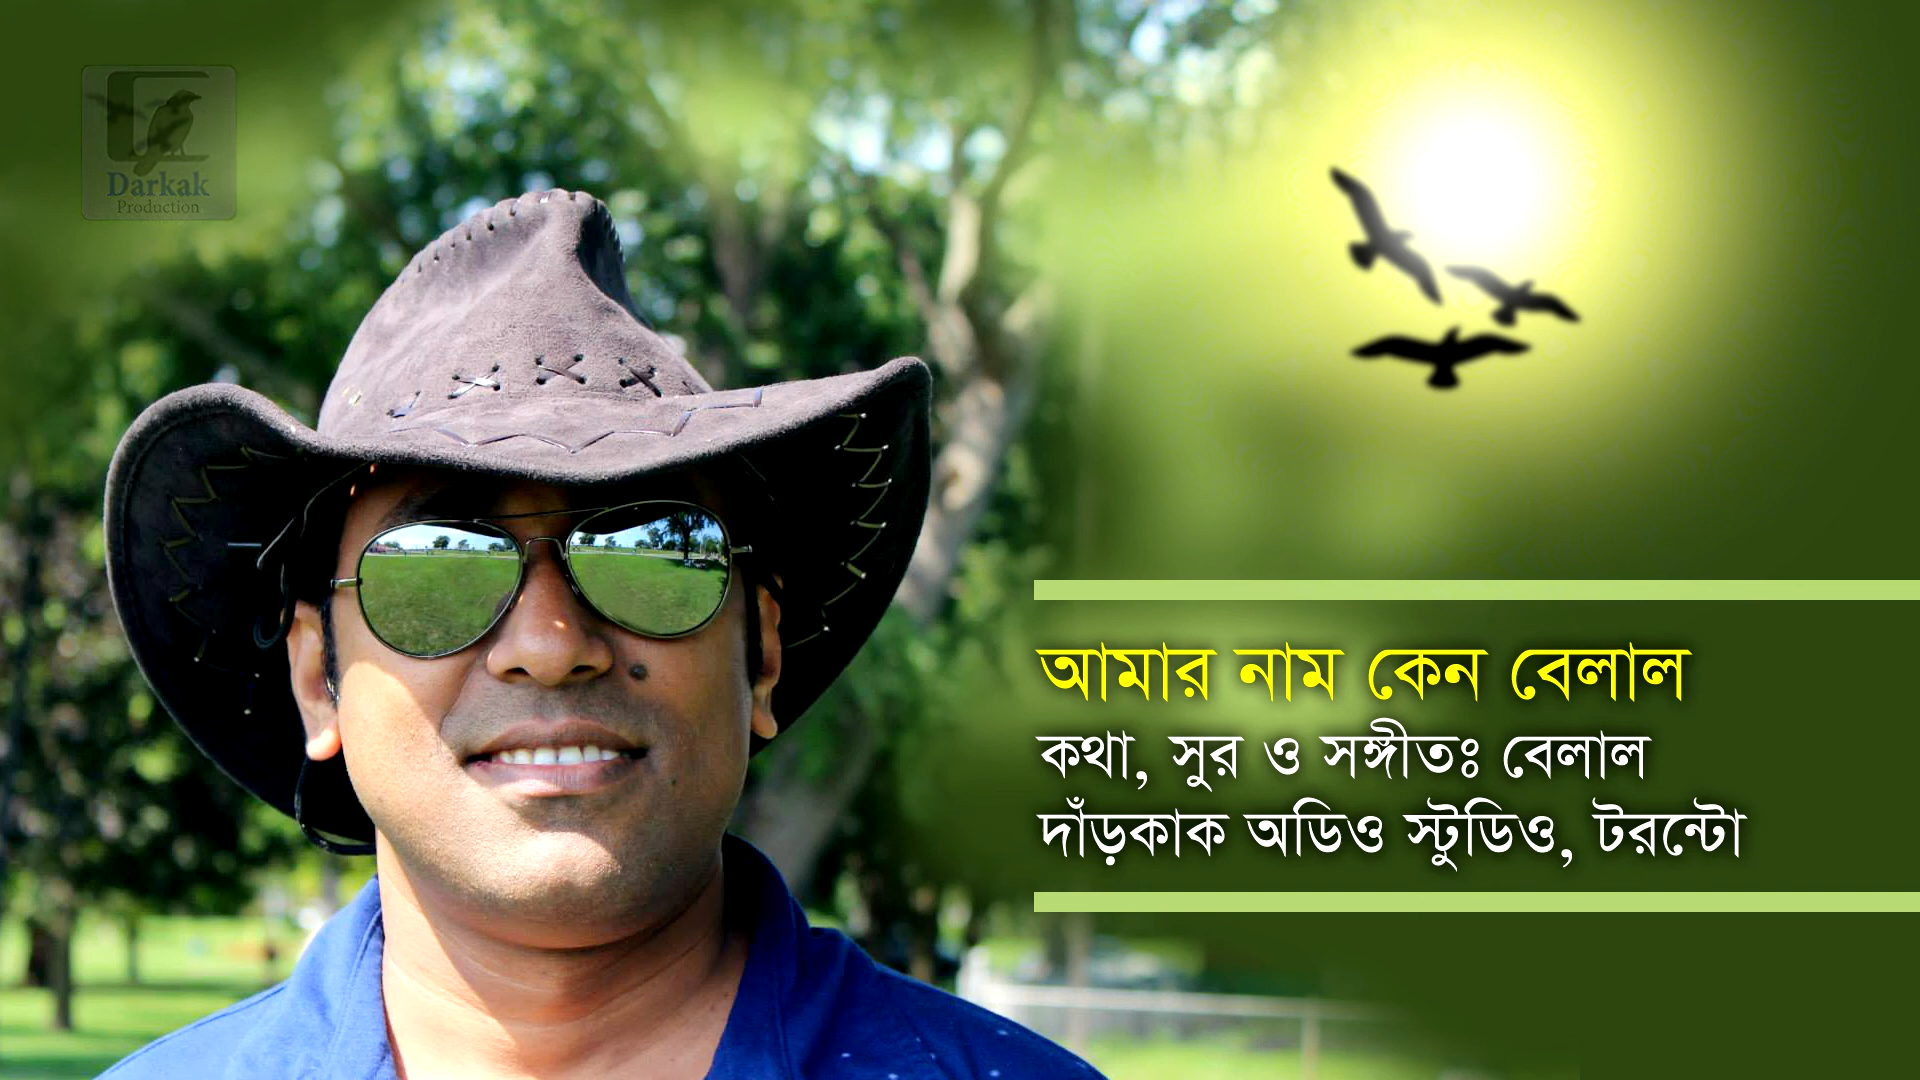 Darkak
Production
আমার নাম কেন বেলাল
কথা, সুর ও সঙ্গীতঃ বেলাল
দাঁড়কাক অডিও স্টুডিও, টরন্টো